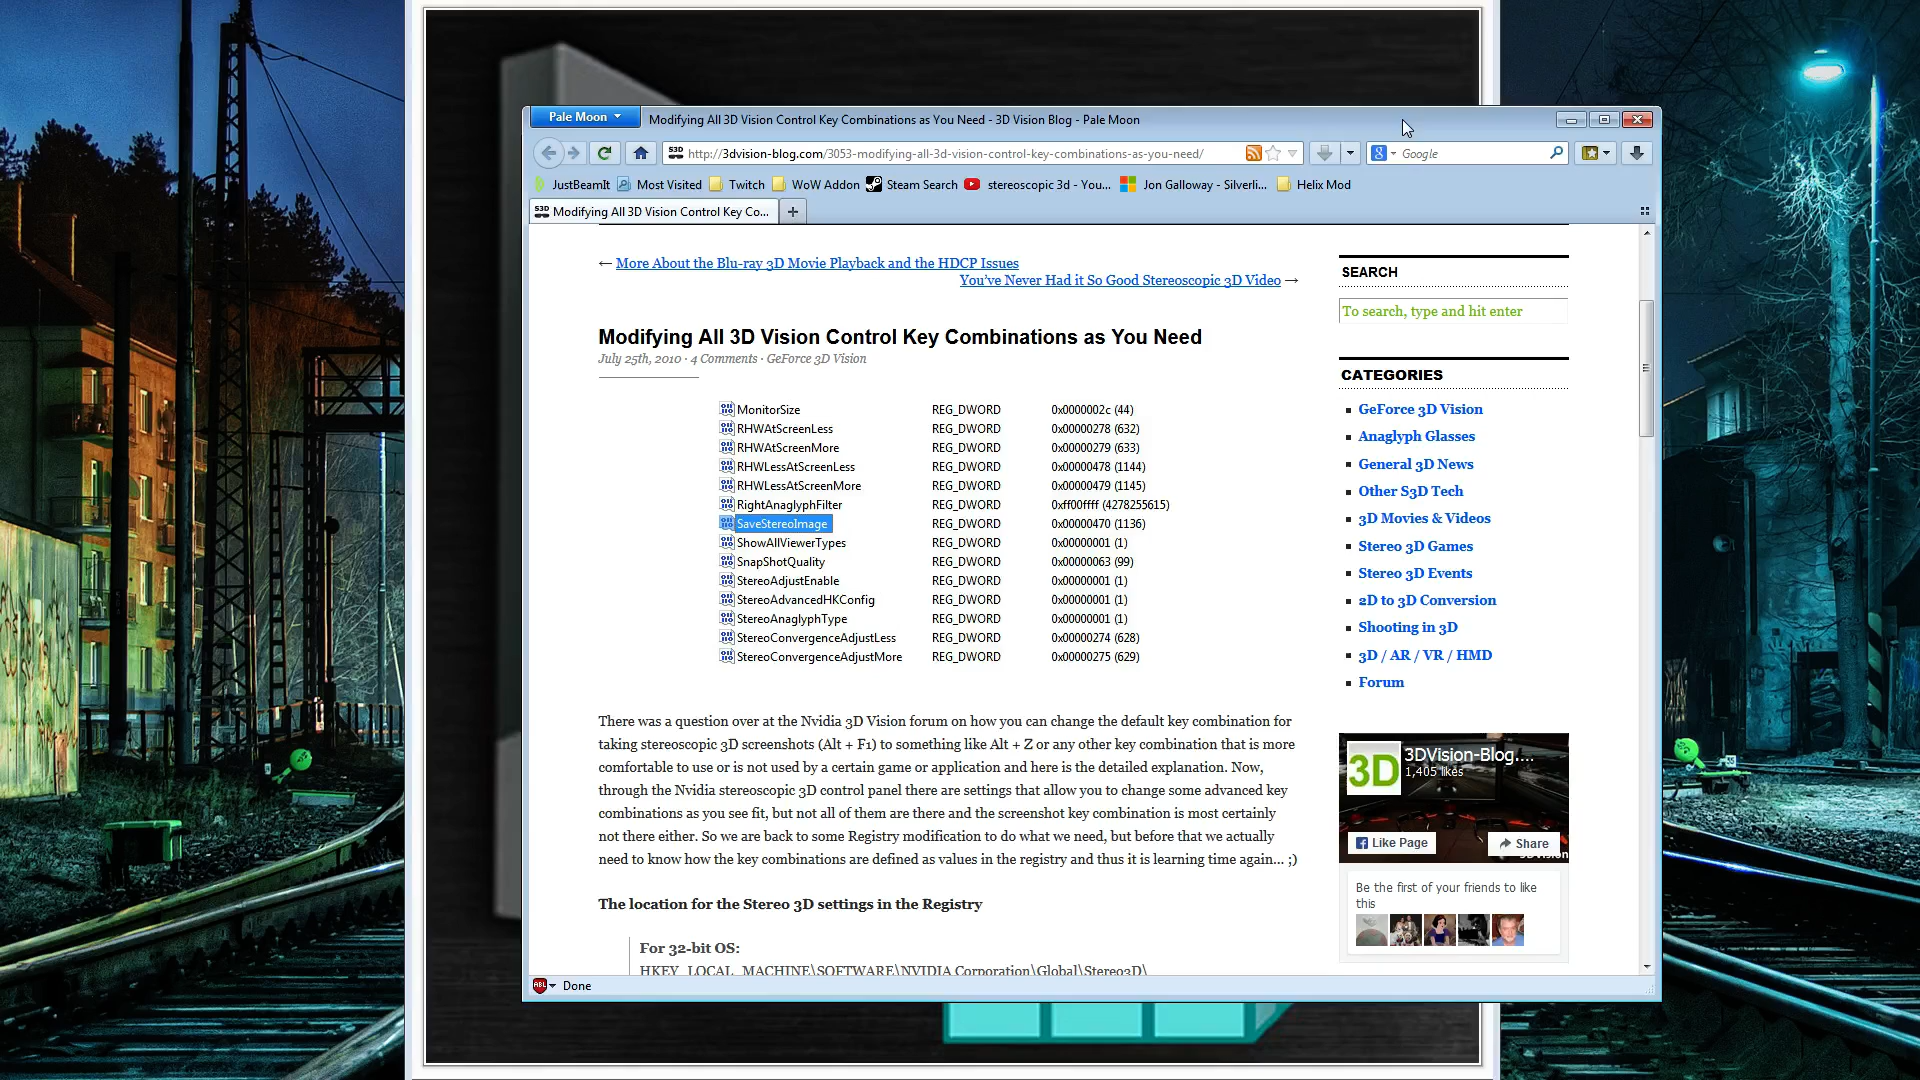 Pale Moon
Modifying All 3D Vision Control Key Combinations as You Need - 3D Vision Blog - Pale Moon
S3D http://3dvision-blog.com/3053-modifying-all-3d-vision-control-key-combinations-as-you-need/
Google
JustBeamIt Most Visited Twitch WoW Addon Steam Search stereoscopic 3d - You... Jon Galloway - Silverli... Helix Mod
S3D Modifying All 3D Vision Control Key Co...
← More About the Blu-ray 3D Movie Playback and the HDCP Issues
You've Never Had it So Good Stereoscopic 3D Video →
Modifying All 3D Vision Control Key Combinations as You Need
July 25th, 2010 · 4 Comments · GeForce 3D Vision
MonitorSize REG_DWORD 0x0000002c (44)
RHWAtScreenLess REG_DWORD 0x00000278 (632)
RHWAtScreenMore REG_DWORD 0x00000279 (633)
RHWLessAtScreenLess REG_DWORD 0x00000478 (1144)
RHWLessAtScreenMore REG_DWORD 0x00000479 (1145)
RightAnaglyphFilter REG_DWORD 0xff00ffff (4278255615)
SaveStereoImage REG_DWORD 0x00000470 (1136)
ShowAllViewerTypes REG_DWORD 0x00000001 (1)
SnapShotQuality REG_DWORD 0x00000063 (99)
StereoAdjustEnable REG_DWORD 0x00000001 (1)
StereoAdvancedHKConfig REG_DWORD 0x00000001 (1)
StereoAnaglyphType REG_DWORD 0x00000001 (1)
StereoConvergenceAdjustLess REG_DWORD 0x00000274 (628)
StereoConvergenceAdjustMore REG_DWORD 0x00000275 (629)
There was a question over at the Nvidia 3D Vision forum on how you can change the default key combination for
taking stereoscopic 3D screenshots (Alt + F1) to something like Alt + Z or any other key combination that is more
comfortable to use or is not used by a certain game or application and here is the detailed explanation. Now,
through the Nvidia stereoscopic 3D control panel there are settings that allow you to change some advanced key
combinations as you see fit, but not all of them are there and the screenshot key combination is most certainly
not there either. So we are back to some Registry modification to do what we need, but before that we actually
need to know how the key combinations are defined as values in the registry and thus it is learning time again... ;)
The location for the Stereo 3D settings in the Registry
For 32-bit OS:
HKEY_LOCAL_MACHINE\SOFTWARE\NVIDIA Corporation\Global\Stereo3D\
SEARCH
To search, type and hit enter
CATEGORIES
GeForce 3D Vision
Anaglyph Glasses
General 3D News
Other S3D Tech
3D Movies & Videos
Stereo 3D Games
Stereo 3D Events
2D to 3D Conversion
Shooting in 3D
3D / AR / VR / HMD
Forum
3D
3DVision-Blog....
1,405 likes
Like Page
Share
Be the first of your friends to like
this
ABL Done